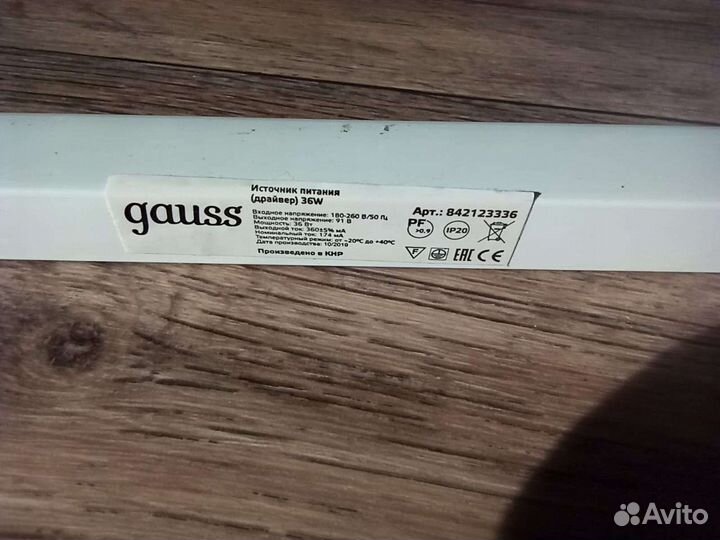 gauss
Источник питания
(драйвер) 36W
Входное напряжение: 180-260 В/50 Гц
Выходное напряжение: 91 В
Мощность: 36 Вт
Выходной ток: 360±5% мА
Номинальный ток: 174 мА
Температурный режим: от -20°С до +40°С
Дата производства: 10/2019
Произведено в КНР
Арт.: 842123336
PF
>0.9
IP20
F
EAC CE
Avito